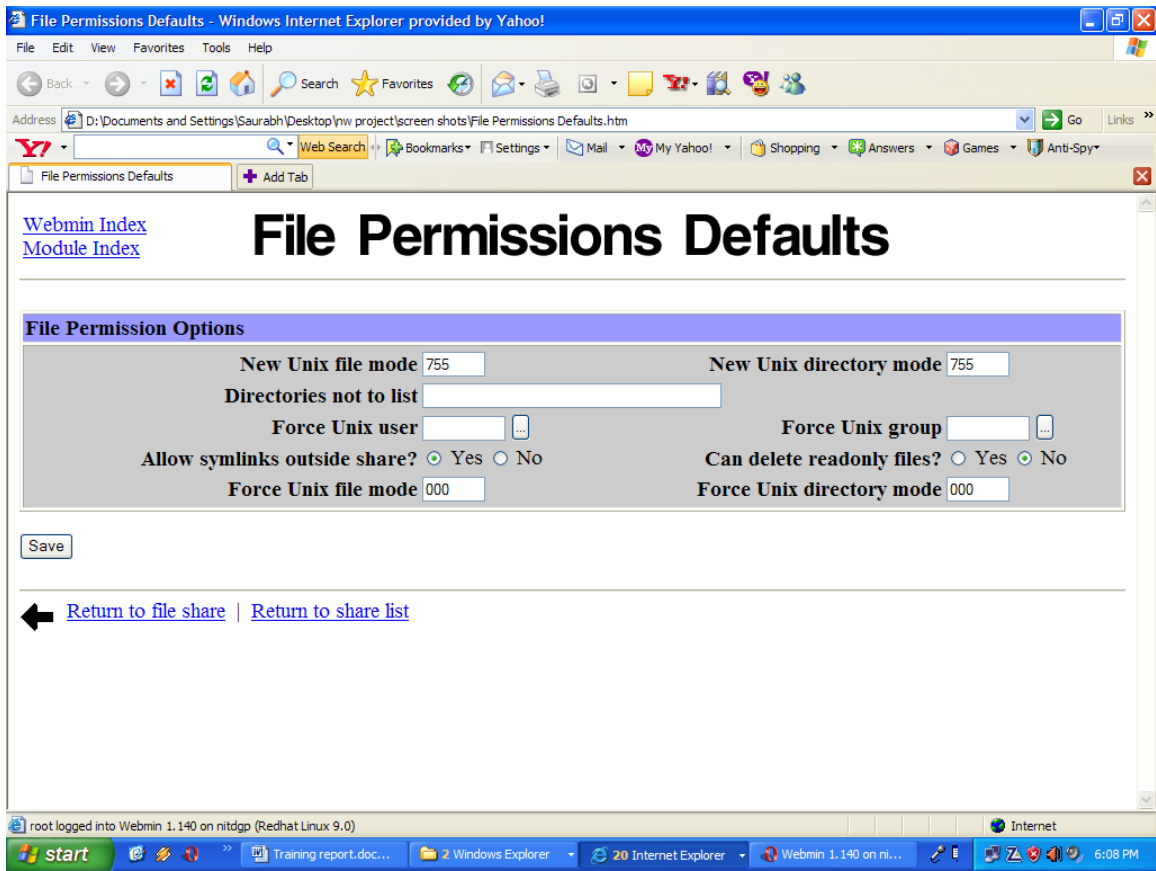 File Permissions Defaults - Windows Internet Explorer provided by Yahoo!
File Edit View Favorites Tools Help
Back Search Favorites
Address D:\Documents and Settings\Saurabh\Desktop\nw project\screen shots\File Permissions Defaults.htm Go Links »
Y! Web Search Bookmarks Settings Mail My Yahoo! Shopping Answers Games Anti-Spy
File Permissions Defaults Add Tab
Webmin Index
Module Index
File Permissions Defaults
File Permission Options
New Unix file mode 755 New Unix directory mode 755
Directories not to list
Force Unix user ... Force Unix group ...
Allow symlinks outside share? Yes No Can delete readonly files? Yes No
Force Unix file mode 000 Force Unix directory mode 000
Save
Return to file share | Return to share list
root logged into Webmin 1.140 on nitdgp (Redhat Linux 9.0) Internet
start » Training report.doc... 2 Windows Explorer 20 Internet Explorer Webmin 1.140 on ni... 6:08 PM